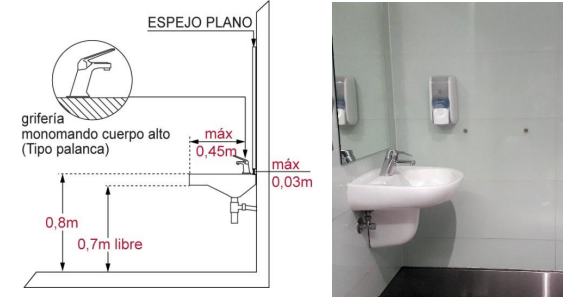 ESPEJO PLANO
grifería
monomando cuerpo alto
(Tipo palanca)
máx
0,45m
máx
0,03m
0,8m
0,7m libre